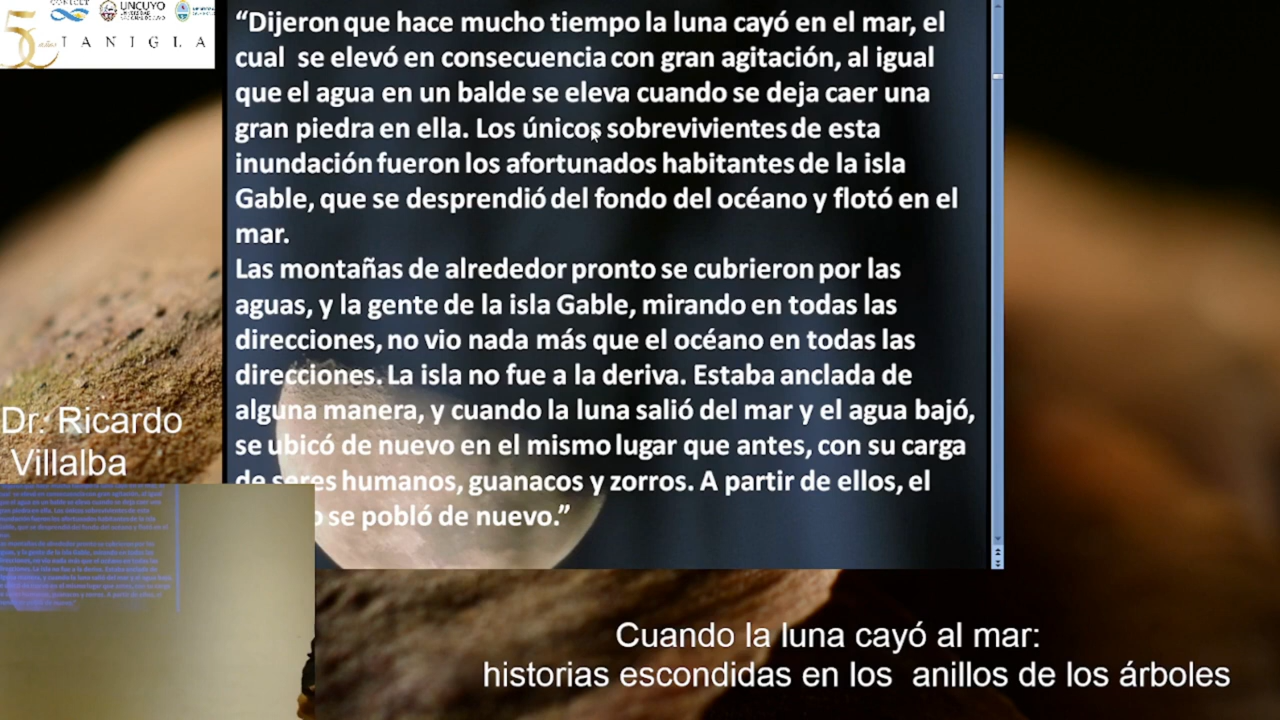 CONICET
UNCUYO
50 años IANIGLA
“Dijeron que hace mucho tiempo la luna cayó en el mar, el
cual se elevó en consecuencia con gran agitación, al igual
que el agua en un balde se eleva cuando se deja caer una
gran piedra en ella. Los únicos sobrevivientes de esta
inundación fueron los afortunados habitantes de la isla
Gable, que se desprendió del fondo del océano y flotó en el
mar.
Las montañas de alrededor pronto se cubrieron por las
aguas, y la gente de la isla Gable, mirando en todas las
direcciones, no vio nada más que el océano en todas las
direcciones. La isla no fue a la deriva. Estaba anclada de
alguna manera, y cuando la luna salió del mar y el agua bajó,
se ubicó de nuevo en el mismo lugar que antes, con su carga
de seres humanos, guanacos y zorros. A partir de ellos, el
o se pobló de nuevo.”
Dr. Ricardo
Villalba
Cuando la luna cayó al mar:
historias escondidas en los anillos de los árboles